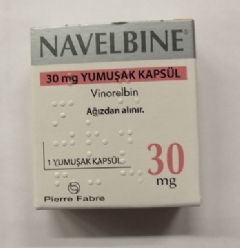 NAVELBINE®
30 mg YUMUŞAK KAPSÜL
Vinorelbin
Ağızdan alınır.
1 YUMUŞAK KAPSÜL
30
mg
Pierre Fabre